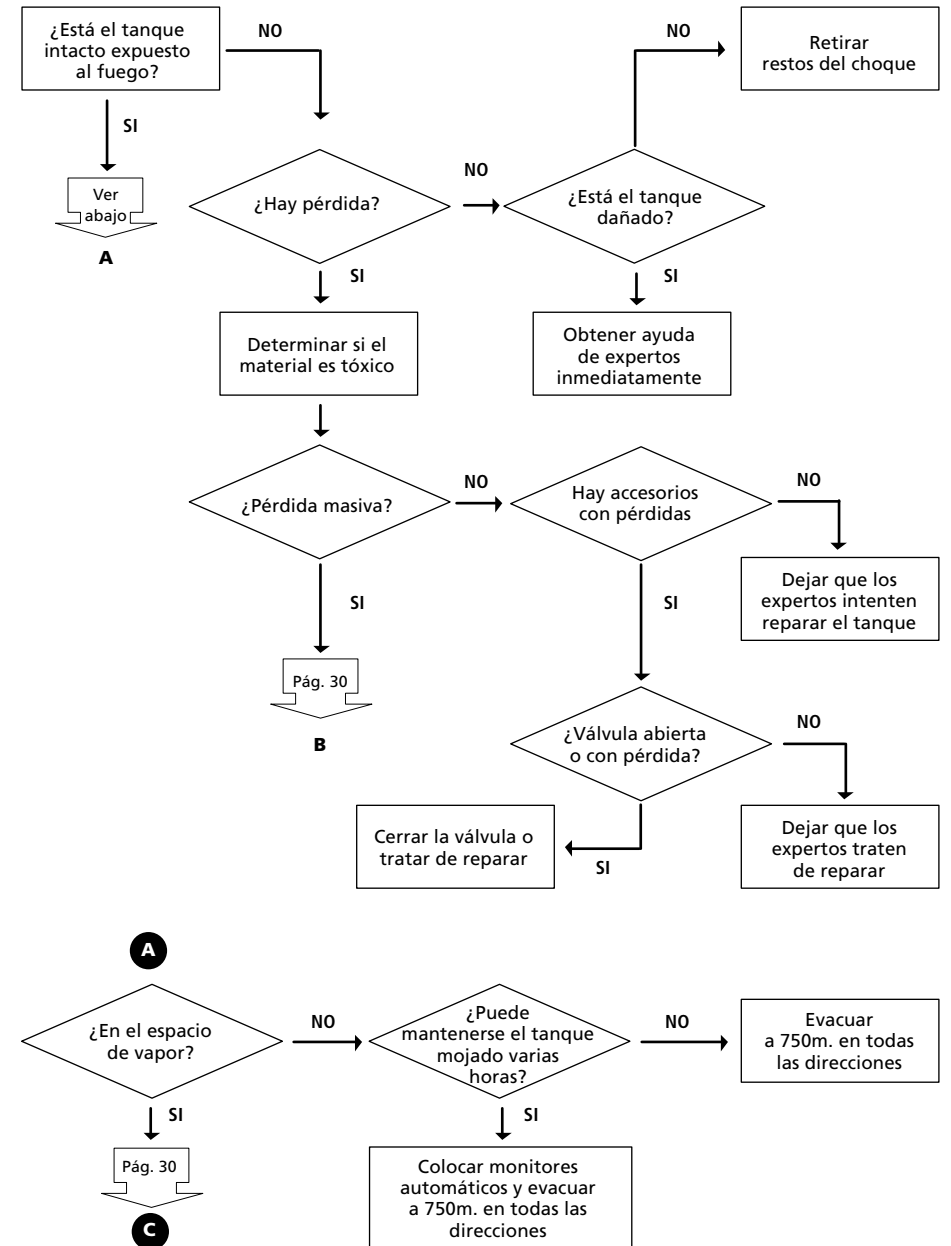 ¿Está el tanque
intacto expuesto
al fuego?
NO
SI
Ver
abajo
A
¿Hay pérdida?
NO
¿Está el tanque
dañado?
NO
Retirar
restos del choque
SI
SI
Determinar si el
material es tóxico
Obtener ayuda
de expertos
inmediatamente
¿Pérdida masiva?
NO
Hay accesorios
con pérdidas
NO
Dejar que los
expertos intenten
reparar el tanque
SI
SI
Pág. 30
B
¿Válvula abierta
o con pérdida?
NO
Dejar que los
expertos traten
de reparar
SI
Cerrar la válvula o
tratar de reparar
A
¿En el espacio
de vapor?
NO
¿Puede
mantenerse el tanque
mojado varias
horas?
NO
Evacuar
a 750m. en todas
las direcciones
SI
SI
Pág. 30
C
Colocar monitores
automáticos y evacuar
a 750m. en todas las
direcciones